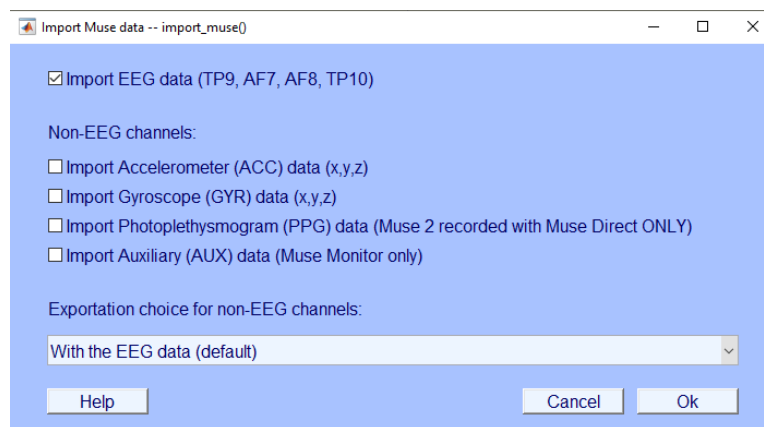 Import Muse data -- import_muse()
Import EEG data (TP9, AF7, AF8, TP10)
Non-EEG channels:
Import Accelerometer (ACC) data (x,y,z)
Import Gyroscope (GYR) data (x,y,z)
Import Photoplethysmogram (PPG) data (Muse 2 recorded with Muse Direct ONLY)
Import Auxiliary (AUX) data (Muse Monitor only)
Exportation choice for non-EEG channels:
With the EEG data (default)
Help Cancel Ok